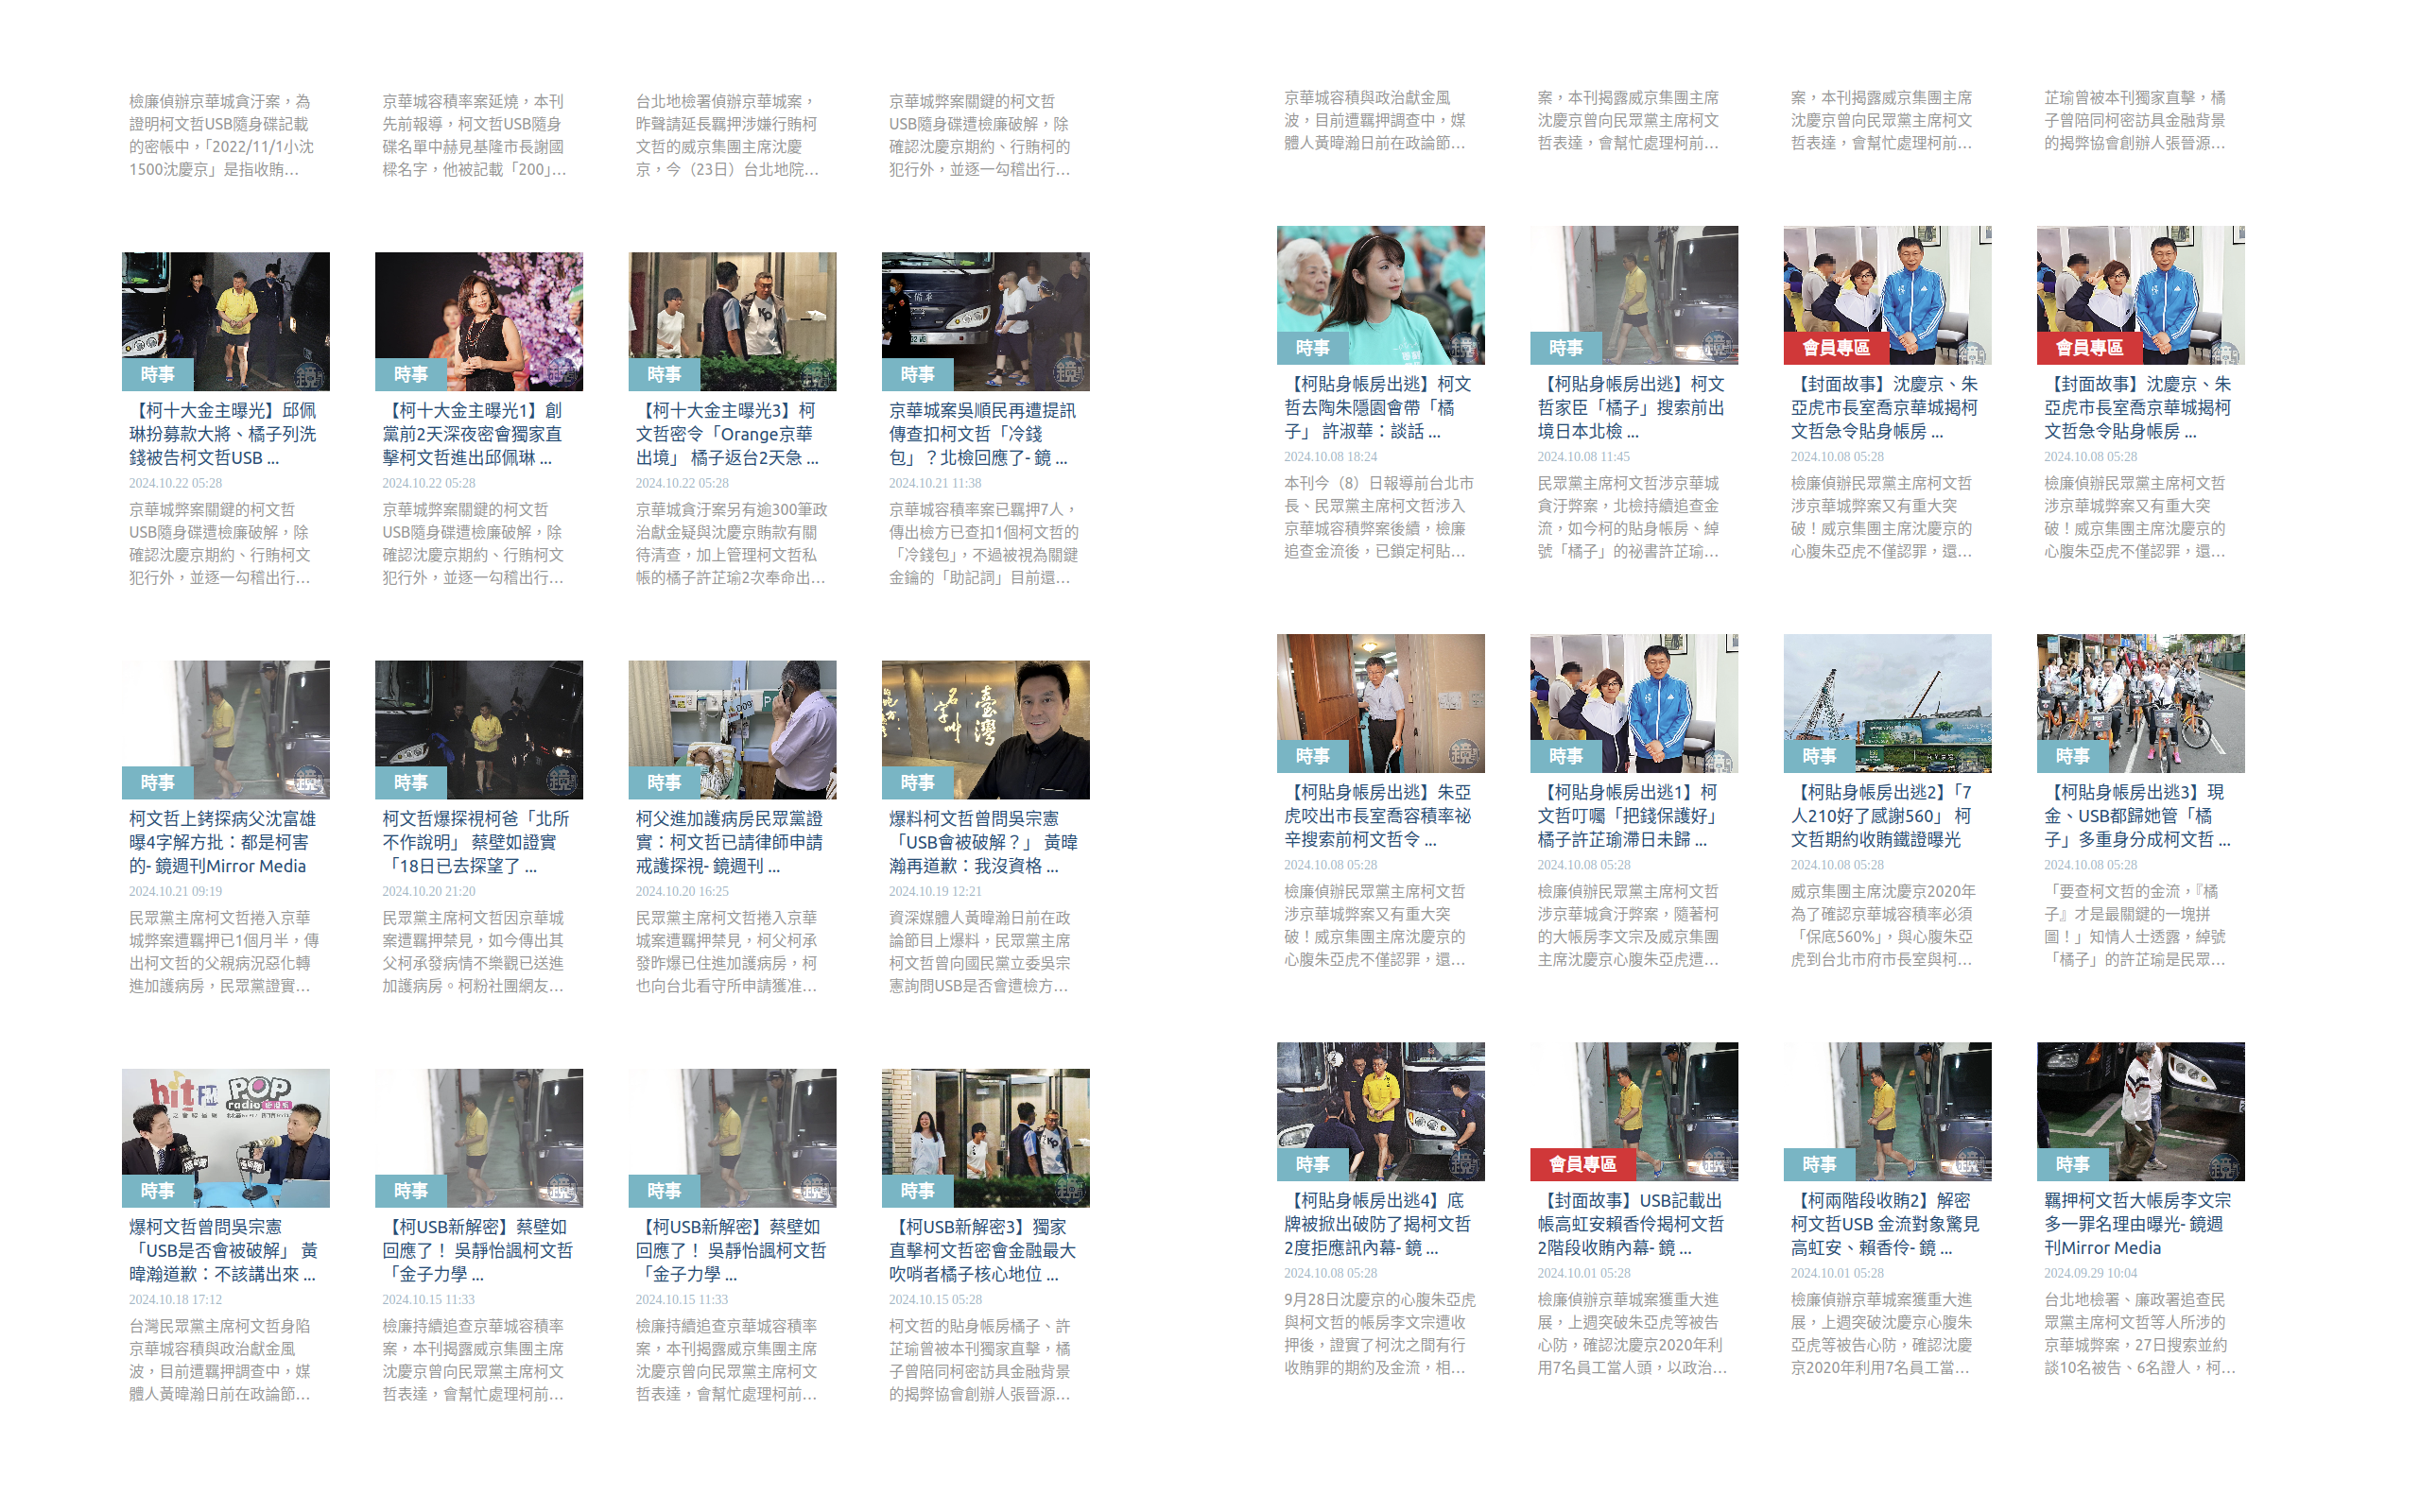 檢廉偵辦京華城貪汙案，為
證明柯文哲USB隨身碟記載
的密帳中，「2022/11/1小沈
1500沈慶京」是指收賄…
京華城容積率案延燒，本刊
先前報導，柯文哲USB隨身
碟名單中赫見基隆市長謝國
樑名字，他被記載「200」…
台北地檢署偵辦京華城案，
昨聲請延長羈押涉嫌行賄柯
文哲的威京集團主席沈慶
京，今（23日）台北地院…
京華城弊案關鍵的柯文哲
USB隨身碟遭檢廉破解，除
確認沈慶京期約、行賄柯的
犯行外，並逐一勾稽出行…
時事
【柯十大金主曝光】邱佩
琳扮募款大將、橘子列洗
錢被告柯文哲USB ...
2024.10.22 05:28
京華城弊案關鍵的柯文哲
USB隨身碟遭檢廉破解，除
確認沈慶京期約、行賄柯文
犯行外，並逐一勾稽出行…
時事
【柯十大金主曝光1】創
黨前2天深夜密會獨家直
擊柯文哲進出邱佩琳 ...
2024.10.22 05:28
京華城弊案關鍵的柯文哲
USB隨身碟遭檢廉破解，除
確認沈慶京期約、行賄柯文
犯行外，並逐一勾稽出行…
時事
【柯十大金主曝光3】柯
文哲密令「Orange京華
出境」 橘子返台2天急 ...
2024.10.22 05:28
京華城貪汙案另有逾300筆政
治獻金疑與沈慶京賄款有關
待清查，加上管理柯文哲私
帳的橘子許芷瑜2次奉命出…
時事
京華城案吳順民再遭提訊
傳查扣柯文哲「冷錢
包」？北檢回應了- 鏡 ...
2024.10.21 11:38
京華城容積率案已羈押7人，
傳出檢方已查扣1個柯文哲的
「冷錢包」，不過被視為關鍵
金鑰的「助記詞」目前還…
時事
柯文哲上銬探病父沈富雄
曝4字解方批：都是柯害
的- 鏡週刊Mirror Media
2024.10.21 09:19
民眾黨主席柯文哲捲入京華
城弊案遭羈押已1個月半，傳
出柯文哲的父親病況惡化轉
進加護病房，民眾黨證實…
時事
柯文哲爆探視柯爸「北所
不作說明」 蔡壁如證實
「18日已去探望了 ...
2024.10.20 21:20
民眾黨主席柯文哲因京華城
案遭羈押禁見，如今傳出其
父柯承發病情不樂觀已送進
加護病房。柯粉社團網友…
時事
柯父進加護病房民眾黨證
實：柯文哲已請律師申請
戒護探視- 鏡週刊 ...
2024.10.20 16:25
民眾黨主席柯文哲捲入京華
城案遭羈押禁見，柯父柯承
發昨爆已住進加護病房，柯
也向台北看守所申請獲准…
臺灣
名字叫
時事
爆料柯文哲曾問吳宗憲
「USB會被破解？」 黃暐
瀚再道歉：我沒資格 ...
2024.10.19 12:21
資深媒體人黃暐瀚日前在政
論節目上爆料，民眾黨主席
柯文哲曾向國民黨立委吳宗
憲詢問USB是否會遭檢方…
hit FM
POP
radio
時事
爆柯文哲曾問吳宗憲
「USB是否會被破解」 黃
暐瀚道歉：不該講出來 ...
2024.10.18 17:12
台灣民眾黨主席柯文哲身陷
京華城容積與政治獻金風
波，目前遭羈押調查中，媒
體人黃暐瀚日前在政論節…
時事
【柯USB新解密】蔡壁如
回應了！ 吳靜怡諷柯文哲
「金子力學 ...
2024.10.15 11:33
檢廉持續追查京華城容積率
案，本刊揭露威京集團主席
沈慶京曾向民眾黨主席柯文
哲表達，會幫忙處理柯前…
時事
【柯USB新解密】蔡壁如
回應了！ 吳靜怡諷柯文哲
「金子力學 ...
2024.10.15 11:33
檢廉持續追查京華城容積率
案，本刊揭露威京集團主席
沈慶京曾向民眾黨主席柯文
哲表達，會幫忙處理柯前…
時事
【柯USB新解密3】獨家
直擊柯文哲密會金融最大
吹哨者橘子核心地位 ...
2024.10.15 05:28
柯文哲的貼身帳房橘子、許
芷瑜曾被本刊獨家直擊，橘
子曾陪同柯密訪具金融背景
的揭弊協會創辦人張晉源…
京華城容積與政治獻金風
波，目前遭羈押調查中，媒
體人黃暐瀚日前在政論節…
案，本刊揭露威京集團主席
沈慶京曾向民眾黨主席柯文
哲表達，會幫忙處理柯前…
案，本刊揭露威京集團主席
沈慶京曾向民眾黨主席柯文
哲表達，會幫忙處理柯前…
芷瑜曾被本刊獨家直擊，橘
子曾陪同柯密訪具金融背景
的揭弊協會創辦人張晉源…
時事
【柯貼身帳房出逃】柯文
哲去陶朱隱園會帶「橘
子」 許淑華：談話 ...
2024.10.08 18:24
本刊今（8）日報導前台北市
長、民眾黨主席柯文哲涉入
京華城容積弊案後續，檢廉
追查金流後，已鎖定柯貼…
時事
【柯貼身帳房出逃】柯文
哲家臣「橘子」搜索前出
境日本北檢 ...
2024.10.08 11:45
民眾黨主席柯文哲涉京華城
貪汙弊案，北檢持續追查金
流，如今柯的貼身帳房、綽
號「橘子」的祕書許芷瑜…
會員專區
【封面故事】沈慶京、朱
亞虎市長室喬京華城揭柯
文哲急令貼身帳房 ...
2024.10.08 05:28
檢廉偵辦民眾黨主席柯文哲
涉京華城弊案又有重大突
破！威京集團主席沈慶京的
心腹朱亞虎不僅認罪，還…
會員專區
【封面故事】沈慶京、朱
亞虎市長室喬京華城揭柯
文哲急令貼身帳房 ...
2024.10.08 05:28
檢廉偵辦民眾黨主席柯文哲
涉京華城弊案又有重大突
破！威京集團主席沈慶京的
心腹朱亞虎不僅認罪，還…
時事
【柯貼身帳房出逃】朱亞
虎咬出市長室喬容積率祕
辛搜索前柯文哲令 ...
2024.10.08 05:28
檢廉偵辦民眾黨主席柯文哲
涉京華城弊案又有重大突
破！威京集團主席沈慶京的
心腹朱亞虎不僅認罪，還…
時事
【柯貼身帳房出逃1】柯
文哲叮囑「把錢保護好」
橘子許芷瑜滯日未歸 ...
2024.10.08 05:28
檢廉偵辦民眾黨主席柯文哲
涉京華城貪汙弊案，隨著柯
的大帳房李文宗及威京集團
主席沈慶京心腹朱亞虎遭…
時事
【柯貼身帳房出逃2】「7
人210好了感謝560」 柯
文哲期約收賄鐵證曝光
2024.10.08 05:28
威京集團主席沈慶京2020年
為了確認京華城容積率必須
「保底560%」，與心腹朱亞
虎到台北市府市長室與柯…
時事
【柯貼身帳房出逃3】現
金、USB都歸她管「橘
子」多重身分成柯文哲 ...
2024.10.08 05:28
「要查柯文哲的金流，『橘
子』才是最關鍵的一塊拼
圖！」知情人士透露，綽號
「橘子」的許芷瑜是民眾…
時事
【柯貼身帳房出逃4】底
牌被掀出破防了揭柯文哲
2度拒應訊內幕- 鏡 ...
2024.10.08 05:28
9月28日沈慶京的心腹朱亞虎
與柯文哲的帳房李文宗遭收
押後，證實了柯沈之間有行
收賄罪的期約及金流，相…
會員專區
【封面故事】USB記載出
帳高虹安賴香伶揭柯文哲
2階段收賄內幕- 鏡 ...
2024.10.01 05:28
檢廉偵辦京華城案獲重大進
展，上週突破朱亞虎等被告
心防，確認沈慶京2020年利
用7名員工當人頭，以政治…
時事
【柯兩階段收賄2】解密
柯文哲USB 金流對象驚見
高虹安、賴香伶- 鏡 ...
2024.10.01 05:28
檢廉偵辦京華城案獲重大進
展，上週突破沈慶京心腹朱
亞虎等被告心防，確認沈慶
京2020年利用7名員工當…
時事
羈押柯文哲大帳房李文宗
多一罪名理由曝光- 鏡週
刊Mirror Media
2024.09.29 10:04
台北地檢署、廉政署追查民
眾黨主席柯文哲等人所涉的
京華城弊案，27日搜索並約
談10名被告、6名證人，柯…